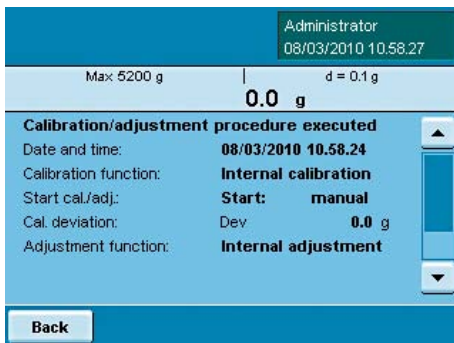 Administrator
08/03/2010 10.58.27
Max 5200 g d = 0.1 g
0.0 g
Calibration/adjustment procedure executed
Date and time: 08/03/2010 10.58.24
Calibration function: Internal calibration
Start cal./adj.: Start: manual
Cal. deviation: Dev 0.0 g
Adjustment function: Internal adjustment
Back